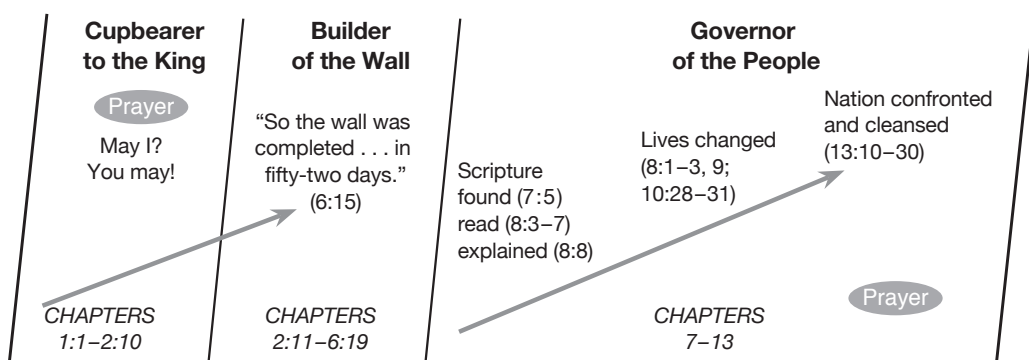 Cupbearer
to the King
Prayer
May I?
You may!
CHAPTERS
1:1–2:10
Builder
of the Wall
“So the wall was
completed . . . in
fifty-two days.”
(6:15)
CHAPTERS
2:11–6:19
Governor
of the People
Scripture
found (7:5)
read (8:3–7)
explained (8:8)
Lives changed
(8:1–3, 9;
10:28–31)
Nation confronted
and cleansed
(13:10–30)
Prayer
CHAPTERS
7–13